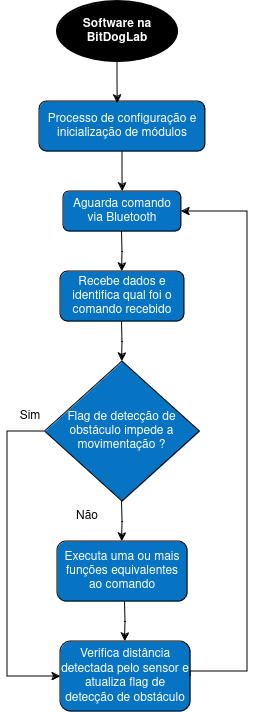 Software na
BitDogLab
Processo de configuração e
inicialização de módulos
Aguarda comando
via Bluetooth
Recebe dados e
identifica qual foi o
comando recebido
Flag de detecção de
obstáculo impede a
movimentação ?
Sim
Não
Executa uma ou mais
funções equivalentes
ao comando
Verifica distância
detectada pelo sensor e
atualiza flag de
detecção de obstáculo